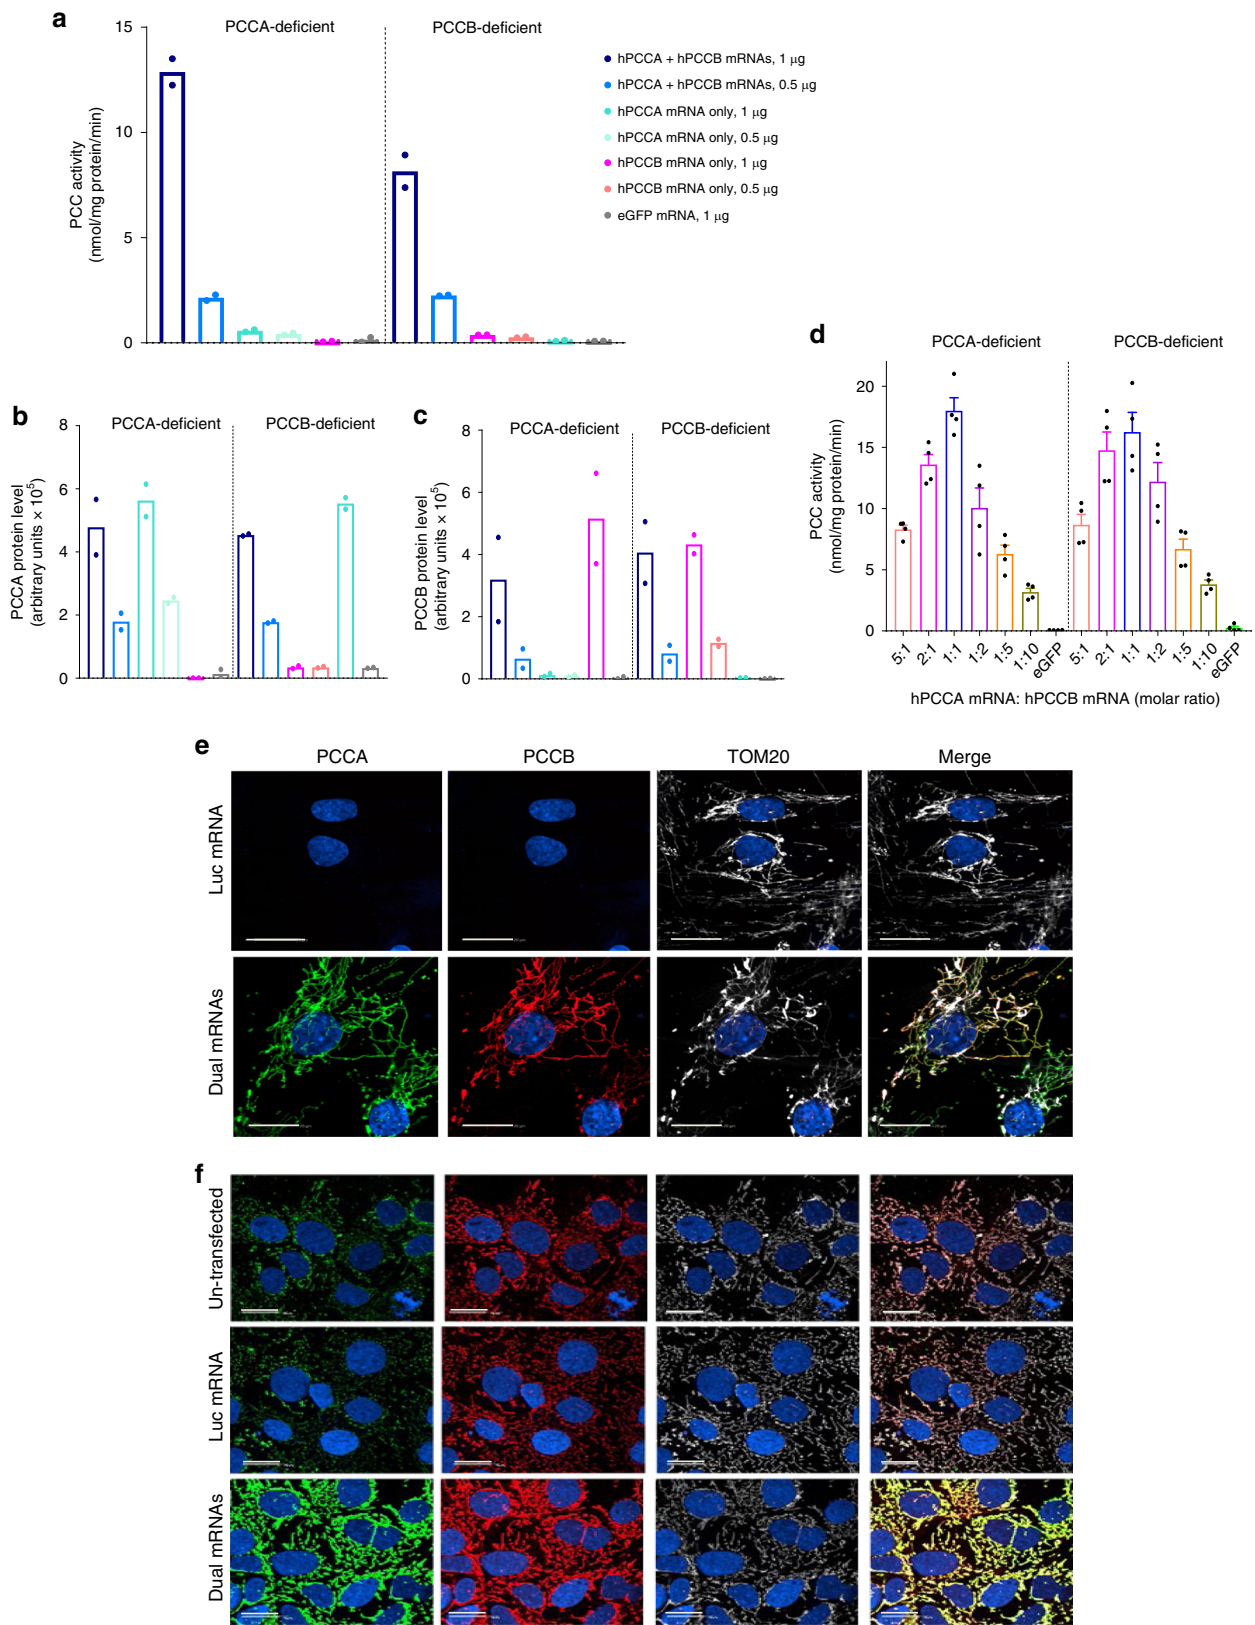 a
PCCA-deficient
PCCB-deficient
PCC activity
(nmol/mg protein/min)
15
10
5
0
hPCCA + hPCCB mRNAs, 1 μg
hPCCA + hPCCB mRNAs, 0.5 μg
hPCCA mRNA only, 1 μg
hPCCA mRNA only, 0.5 μg
hPCCB mRNA only, 1 μg
hPCCB mRNA only, 0.5 μg
eGFP mRNA, 1 μg
b
PCCA-deficient
PCCB-deficient
PCCA protein level
(arbitrary units × 10⁵)
8
6
4
2
0
c
PCCA-deficient
PCCB-deficient
PCCB protein level
(arbitrary units × 10⁵)
8
6
4
2
0
d
PCCA-deficient
PCCB-deficient
PCC activity
(nmol/mg protein/min)
20
15
10
5
0
5:1
2:1
1:1
1:2
1:5
1:10
eGFP
5:1
2:1
1:1
1:2
1:5
1:10
eGFP
hPCCA mRNA: hPCCB mRNA (molar ratio)
e
PCCA
PCCB
TOM20
Merge
Luc mRNA
Dual mRNAs
f
Un-transfected
Luc mRNA
Dual mRNAs